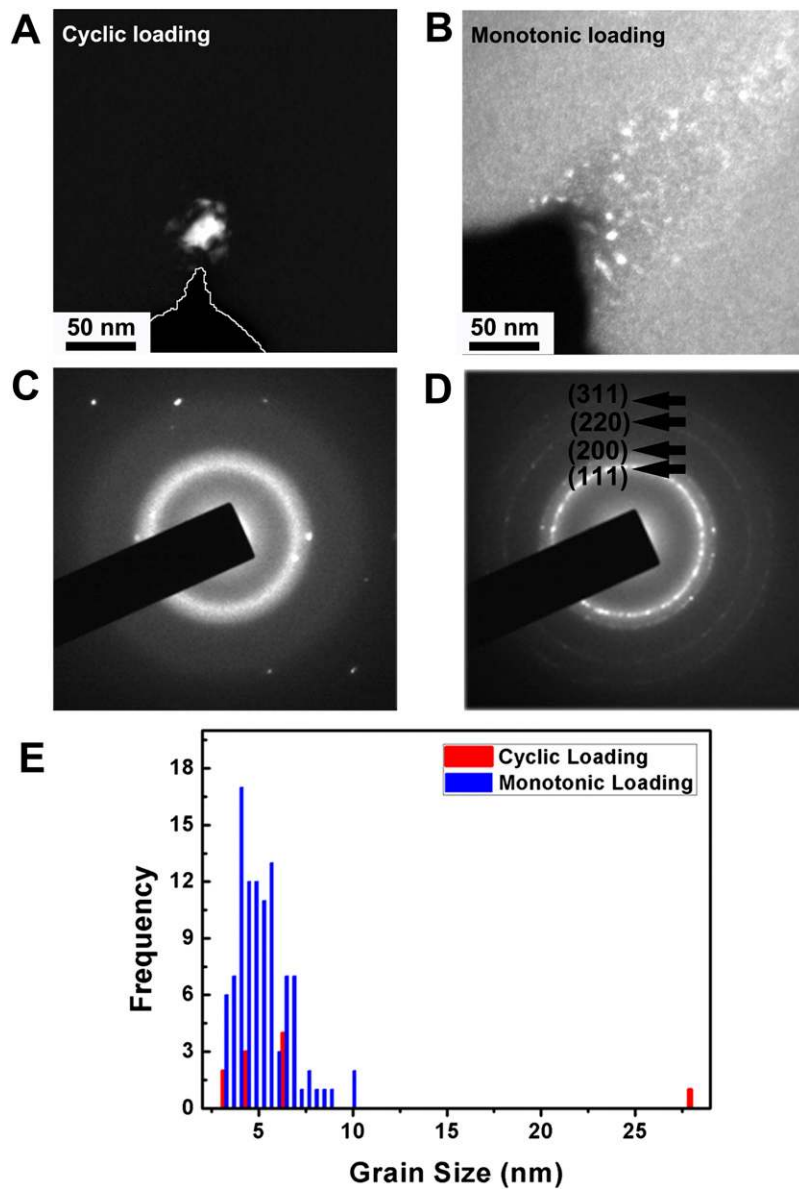 A
Cyclic loading
50 nm
B
Monotonic loading
50 nm
C
D
(311)
(220)
(200)
(111)
E
Cyclic Loading
Monotonic Loading
18
15
12
9
6
3
0
Frequency
5
10
15
20
25
Grain Size (nm)